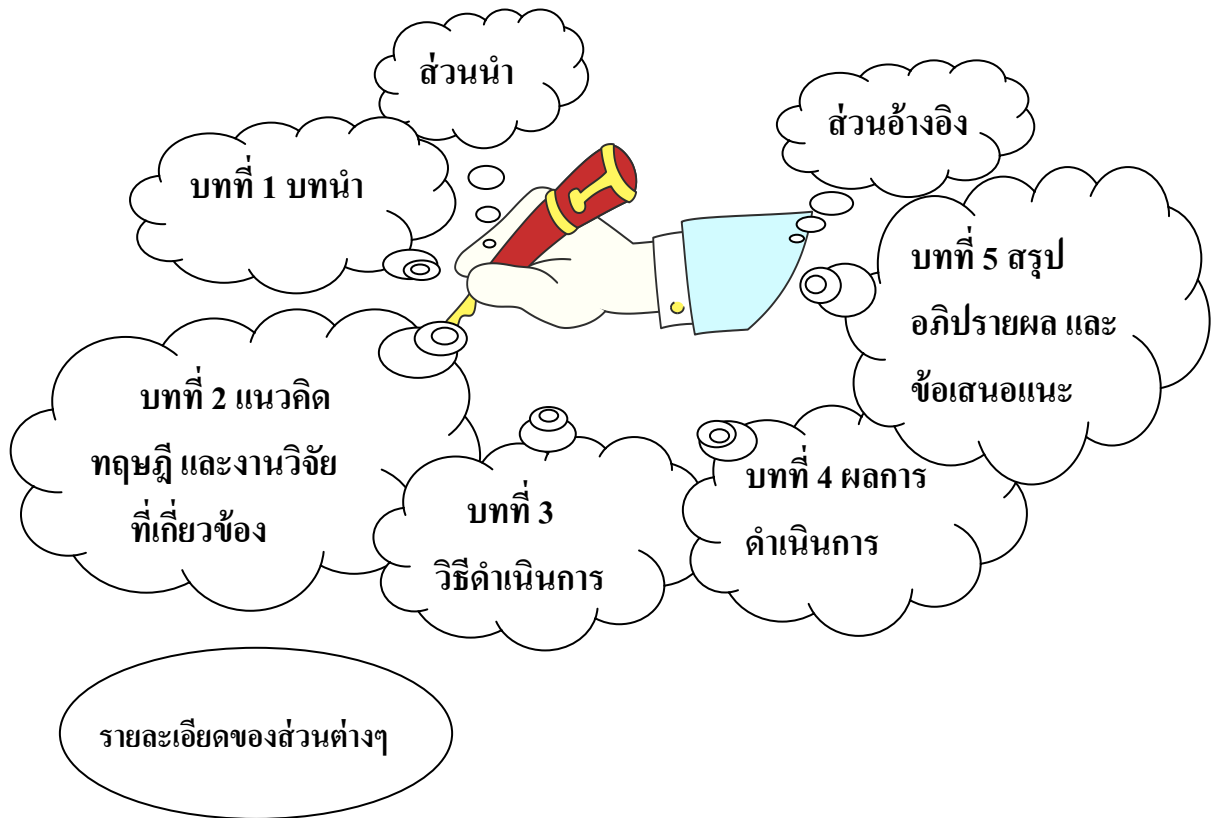 ส่วนนำ
บทที่ 1 บทนำ
บทที่ 2 แนวคิด
ทฤษฎี และงานวิจัย
ที่เกี่ยวข้อง
บทที่ 3
วิธีดำเนินการ
บทที่ 4 ผลการ
ดำเนินการ
บทที่ 5 สรุป
อภิปรายผล และ
ข้อเสนอแนะ
ส่วนอ้างอิง
รายละเอียดของส่วนต่างๆ